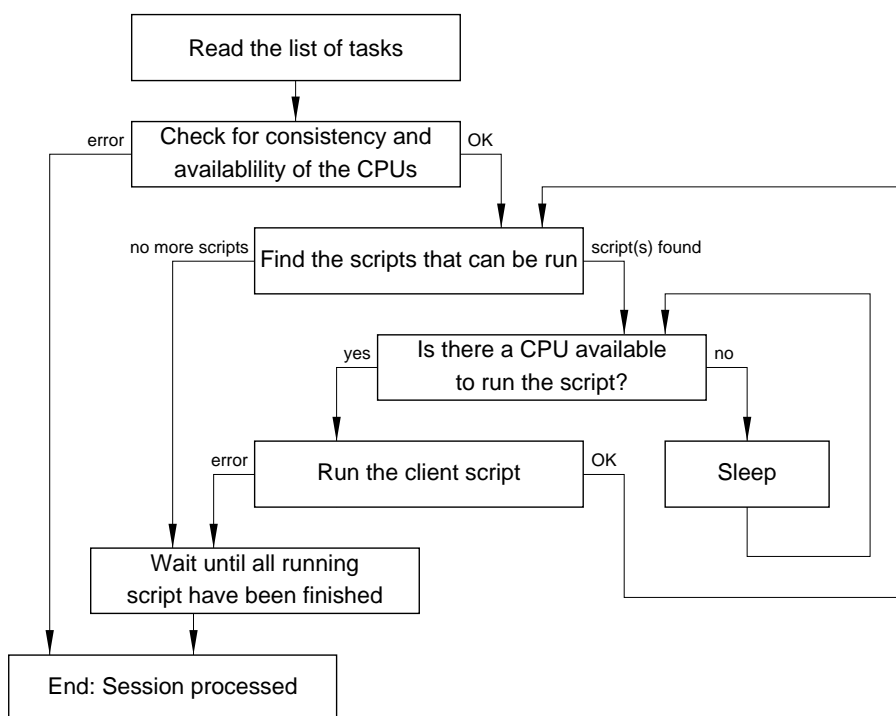 Read the list of tasks
error
Check for consistency and
availablility of the CPUs
OK
no more scripts
Find the scripts that can be run
script(s) found
yes
Is there a CPU available
to run the script?
no
error
Run the client script
OK
Sleep
Wait until all running
script have been finished
End: Session processed